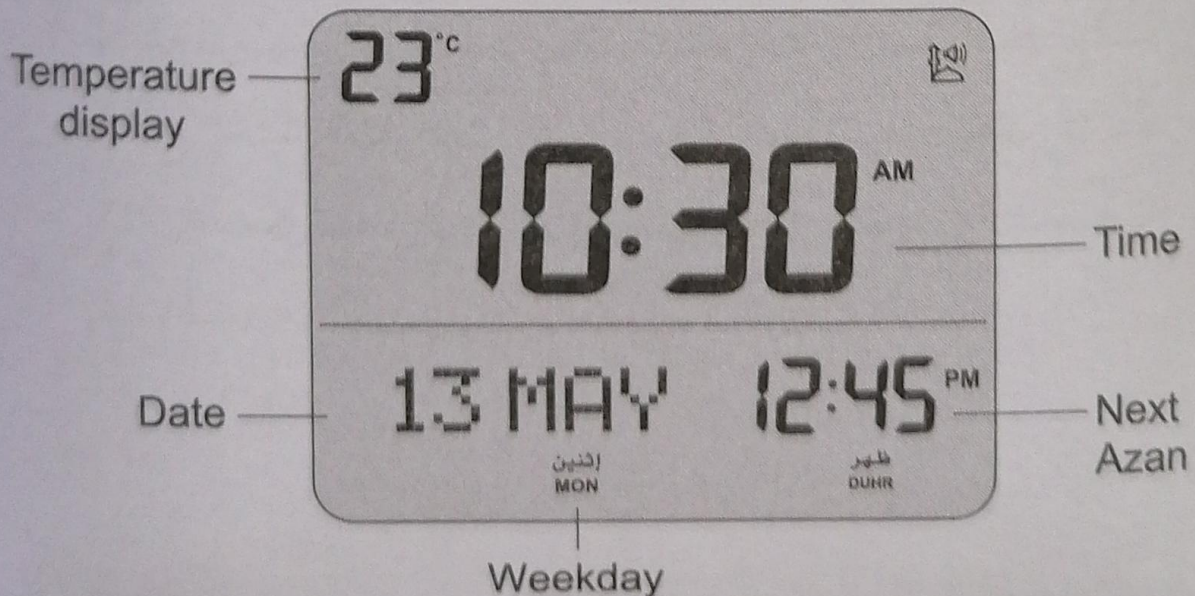 23°C
Temperature
display
10:30 AM
Time
13 MAY 12:45 PM
Date
Next
Azan
إثنين ظهر
MON DUHR
Weekday